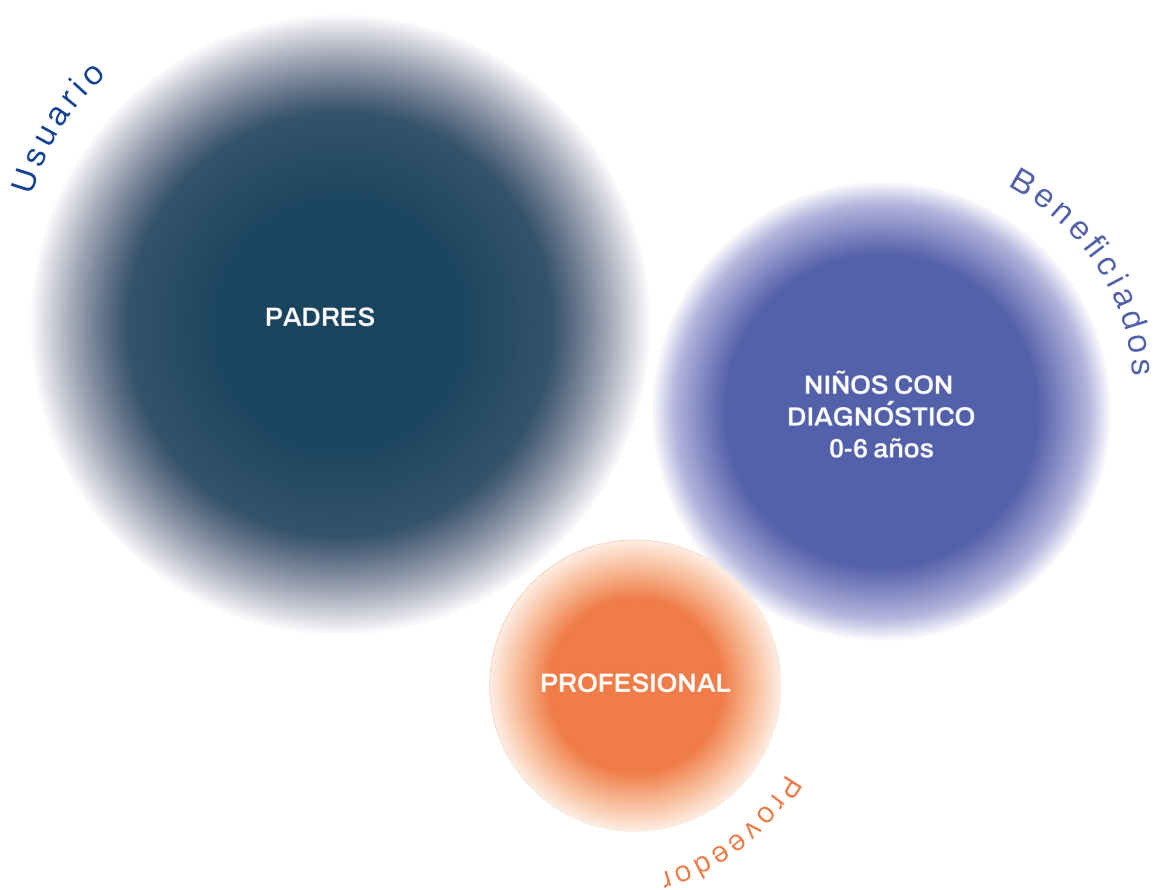 Usuario
PADRES
Beneficiados
NIÑOS CON
DIAGNÓSTICO
0-6 años
PROFESIONAL
Proveedor